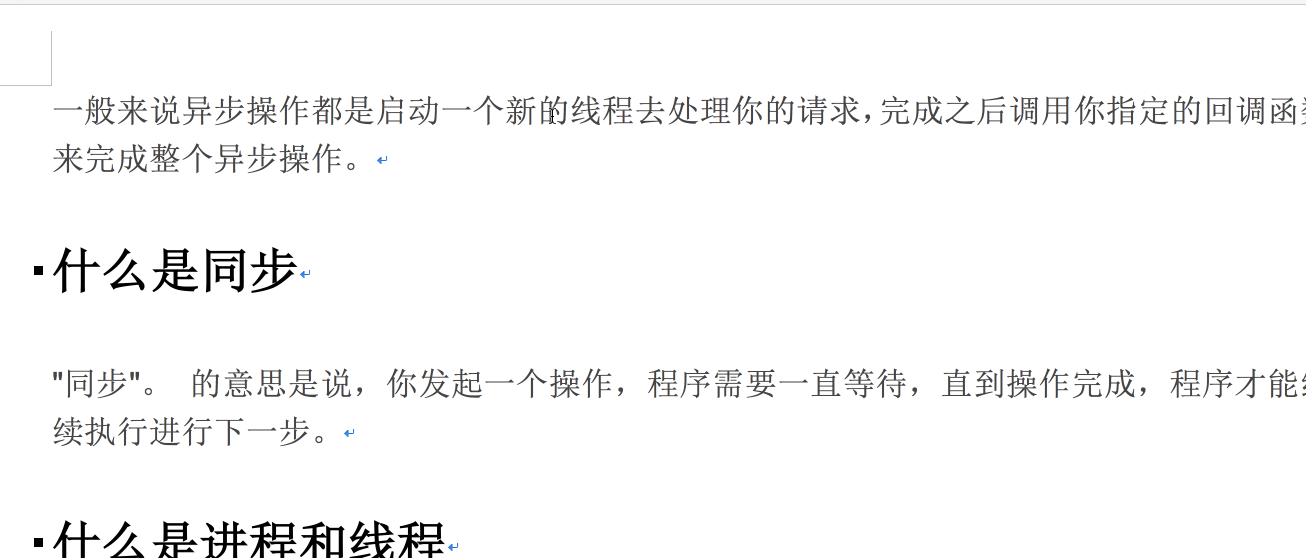 一般来说异步操作都是启动一个新的线程去处理你的请求，完成之后调用你指定的回调函
来完成整个异步操作。
什么是同步
"同步"。 的意思是说，你发起一个操作，程序需要一直等待，直到操作完成，程序才能
续执行进行下一步。
什么是进程和线程